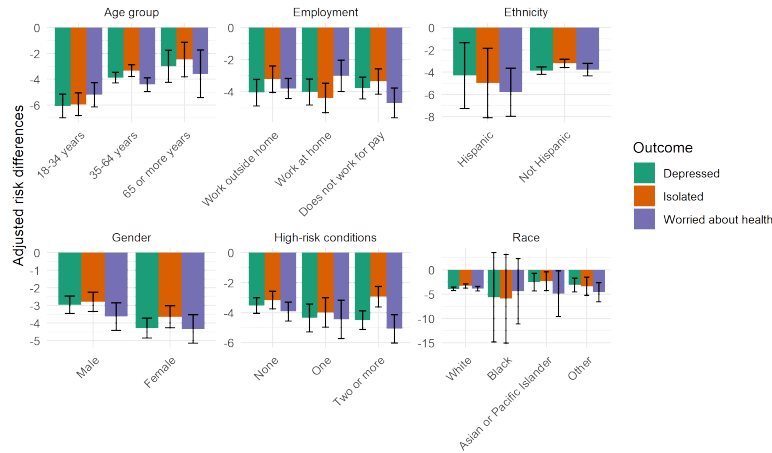 Adjusted risk differences
Age group
0
-2
-4
-6
18-34 years
35-64 years
65 or more years
Employment
0
-2
-4
Work outside home
Work at home
Does not work for pay
Ethnicity
0
-2
-4
-6
-8
Hispanic
Not Hispanic
Gender
0
-1
-2
-3
-4
-5
Male
Female
High-risk conditions
0
-2
-4
-6
None
One
Two or more
Race
0
-5
-10
-15
White
Black
Asian or Pacific Islander
Other
Outcome
Depressed
Isolated
Worried about health